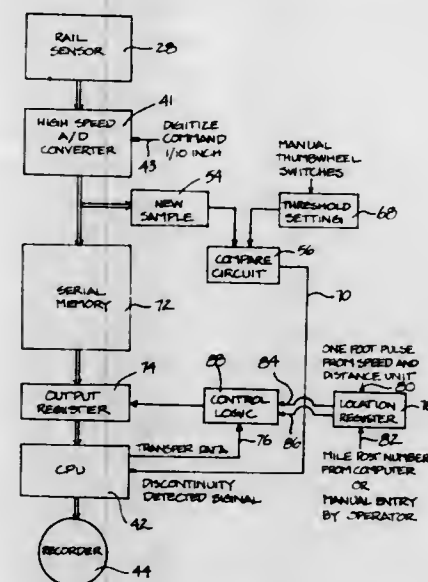 RAIL
SENSOR
28
HIGH SPEED
A/D
CONVERTER
41
DIGITIZE
COMMAND
1/10 INCH
43
MANUAL
THUMBWHEEL
SWITCHES
54
NEW
SAMPLE
THRESHOLD
SETTING
68
56
COMPARE
CIRCUIT
70
SERIAL
MEMORY
72
ONE FOOT PULSE
FROM SPEED AND
DISTANCE UNIT
74
88
84
80
OUTPUT
REGISTER
CONTROL
LOGIC
LOCATION
REGISTER
78
86
82
76
TRANSFER DATA
MILE POST NUMBER
FROM COMPUTER
OR
MANUAL ENTRY
BY OPERATOR
CPU
DISCONTINUITY
DETECTED SIGNAL
42
RECORDER
44